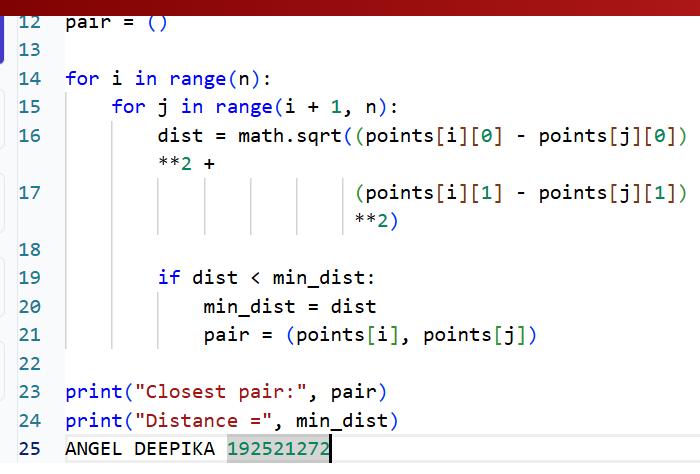 12 pair = ()
13
14 for i in range(n):
15     for j in range(i + 1, n):
16         dist = math.sqrt((points[i][0] - points[j][0])
**2 +
17                          (points[i][1] - points[j][1])
**2)
18
19         if dist < min_dist:
20             min_dist = dist
21             pair = (points[i], points[j])
22
23 print("Closest pair:", pair)
24 print("Distance =", min_dist)
25 ANGEL DEEPIKA 192521272